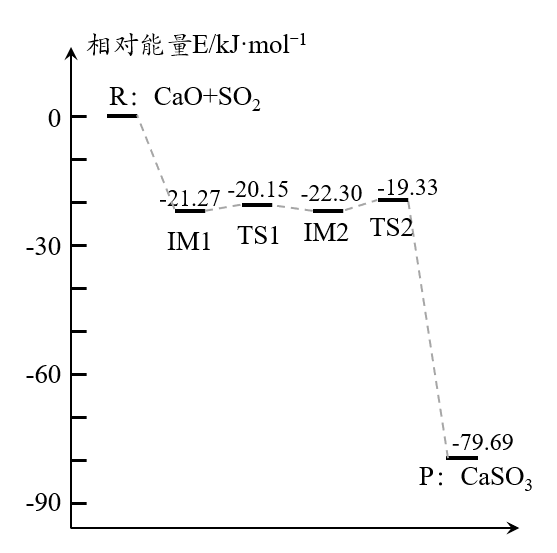 相对能量E/kJ·mol⁻¹
R： CaO+SO₂
0
-21.27
-20.15
-22.30
-19.33
IM1
TS1
IM2
TS2
-30
-60
-79.69
P： CaSO₃
-90